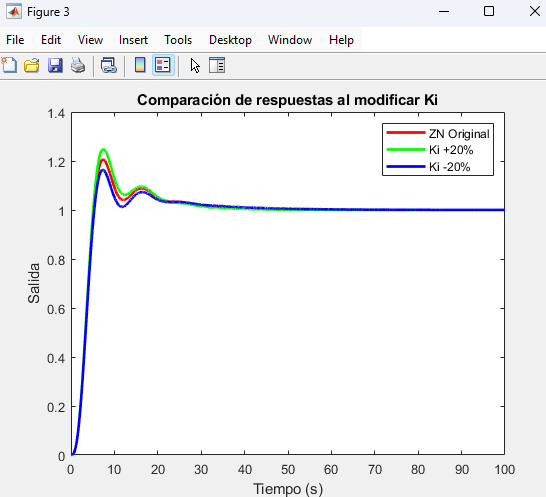 Figure 3
File Edit View Insert Tools Desktop Window Help
Comparación de respuestas al modificar Ki
ZN Original
Ki +20%
Ki -20%
Salida
1.4
1.2
1
0.8
0.6
0.4
0.2
0
0 10 20 30 40 50 60 70 80 90 100
Tiempo (s)